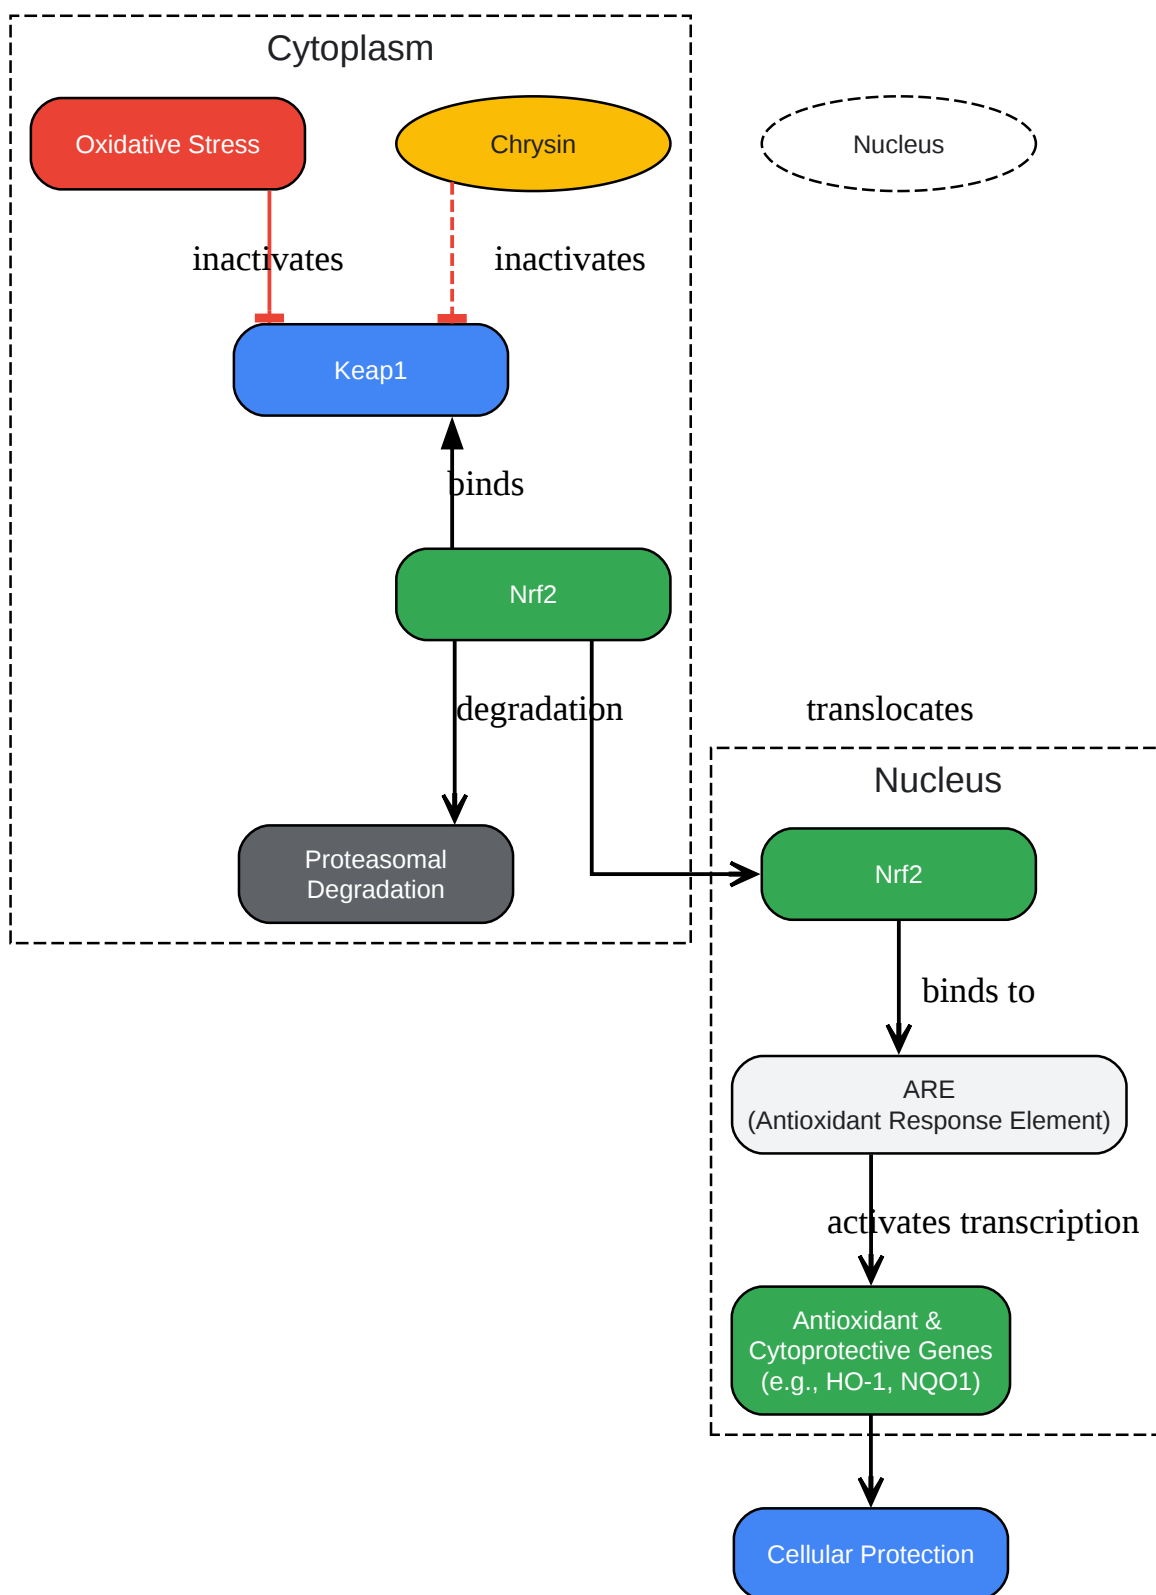 Cytoplasm
Oxidative Stress
Chrysin
Nucleus
inactivates
inactivates
Keap1
binds
Nrf2
degradation
translocates
Nucleus
Proteasomal
Degradation
Nrf2
binds to
ARE
(Antioxidant Response Element)
activates transcription
Antioxidant &
Cytoprotective Genes
(e.g., HO-1, NQO1)
Cellular Protection